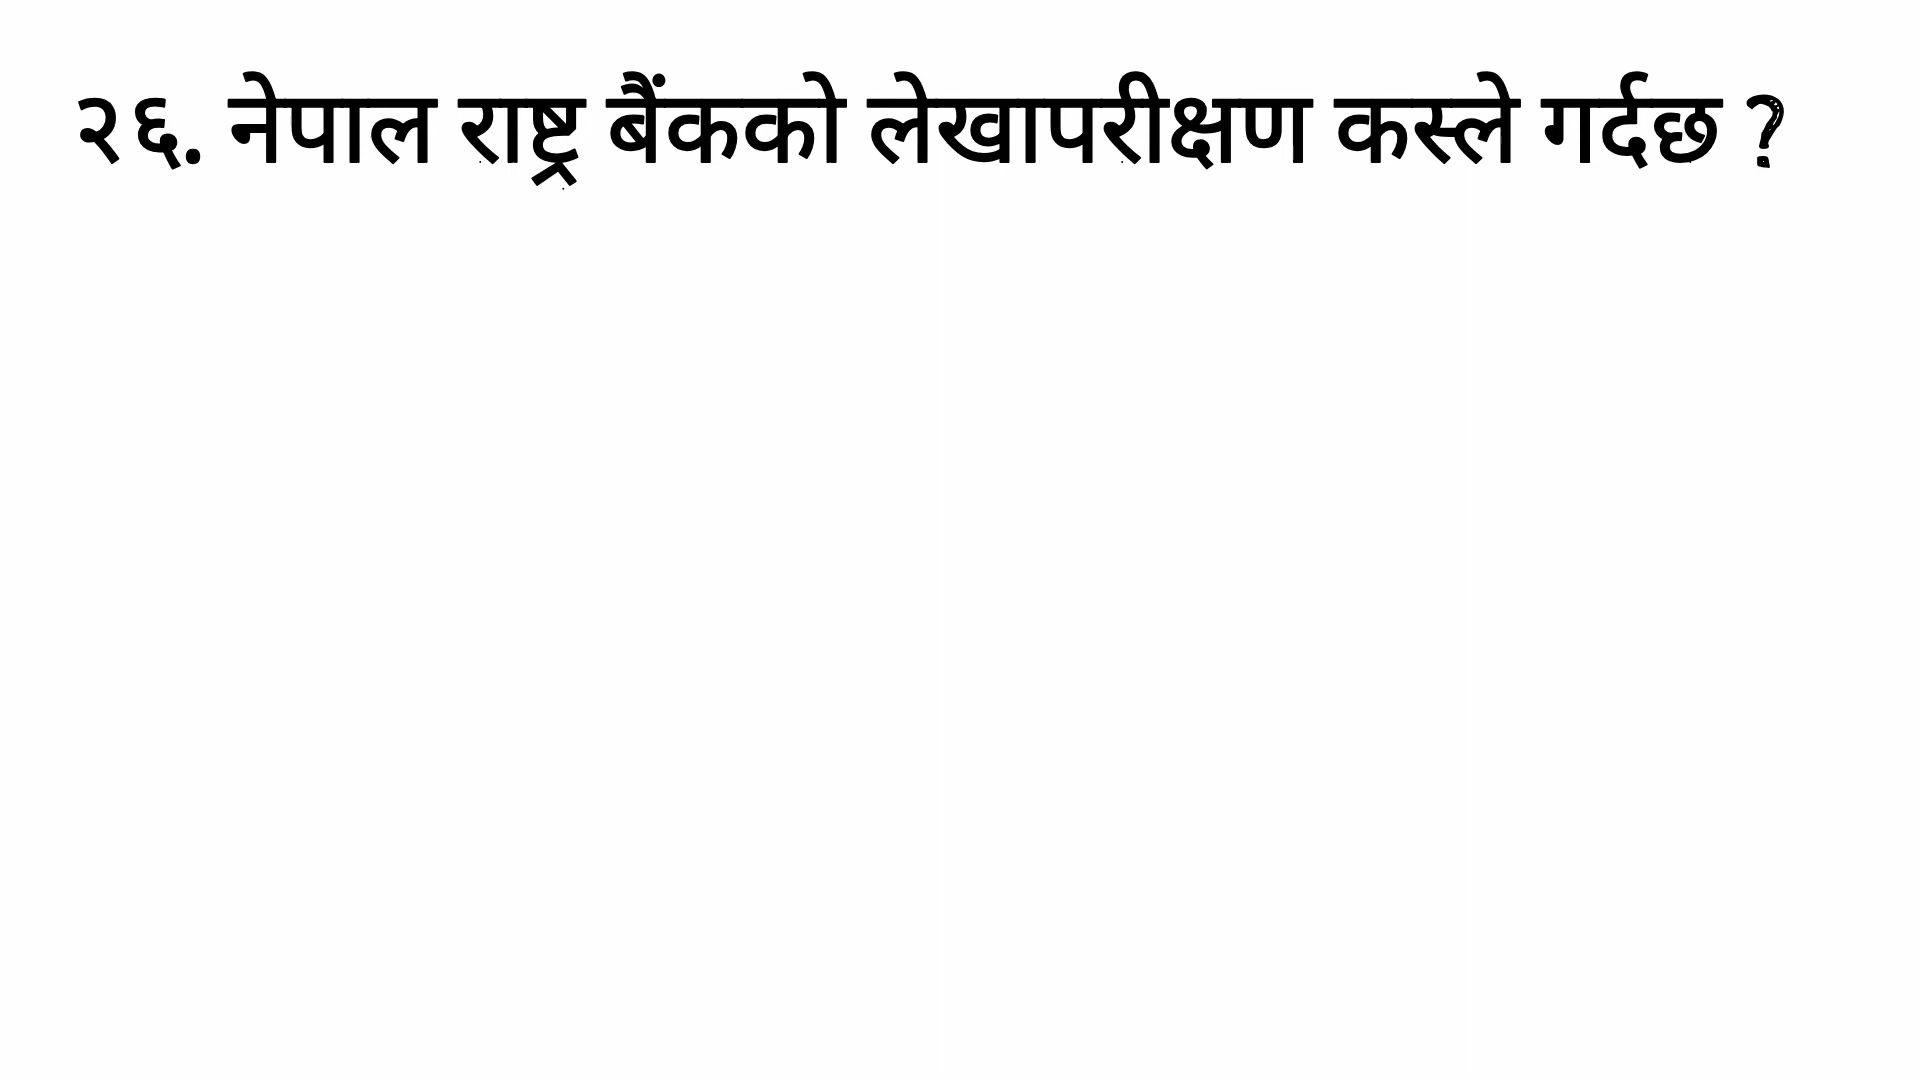 २६. नेपाल राष्ट्र बैंकको लेखापरीक्षण कस्ले गर्दछ ?